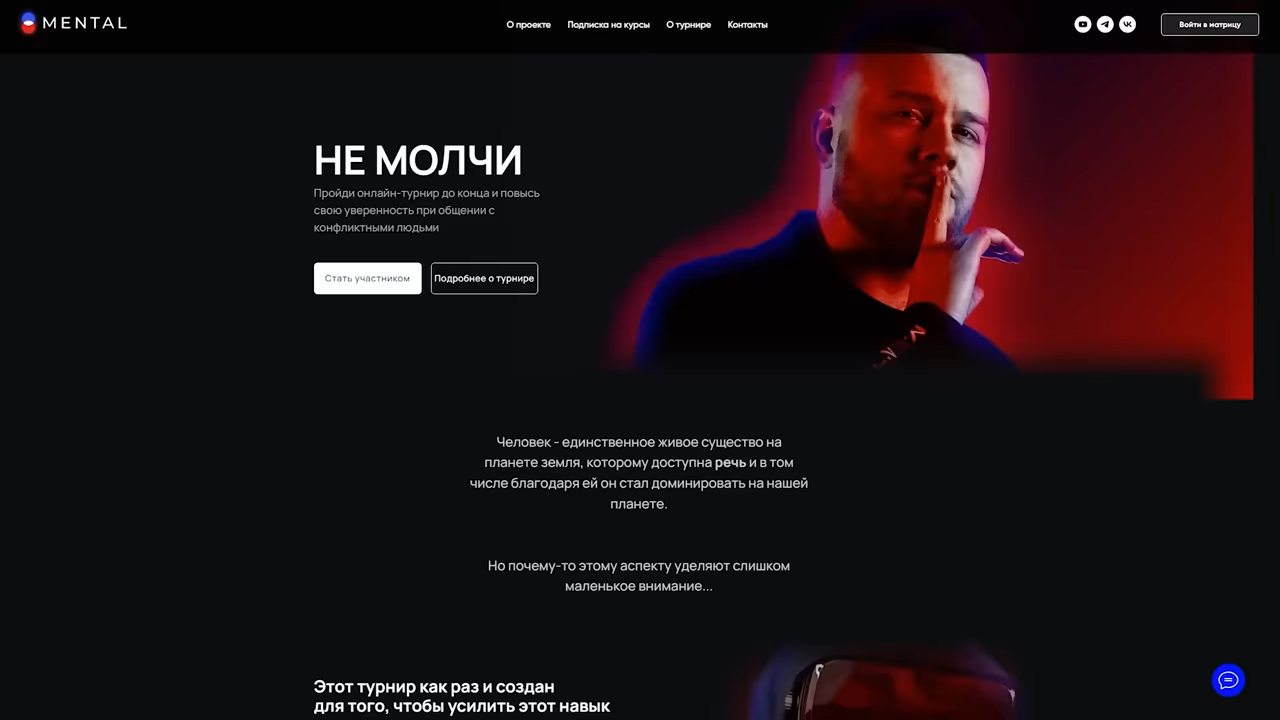 MENTAL
О проекте
Подписка на курсы
О турнире
Контакты
Войти в матрицу
НЕ МОЛЧИ
Пройди онлайн-турнир до конца и повысь
свою уверенность при общении с
конфликтными людьми
Стать участником
Подробнее о турнире
Человек - единственное живое существо на
планете земля, которому доступна речь и в том
числе благодаря ей он стал доминировать на нашей
планете.
Но почему-то этому аспекту уделяют слишком
маленькое внимание...
Этот турнир как раз и создан
для того, чтобы усилить этот навык